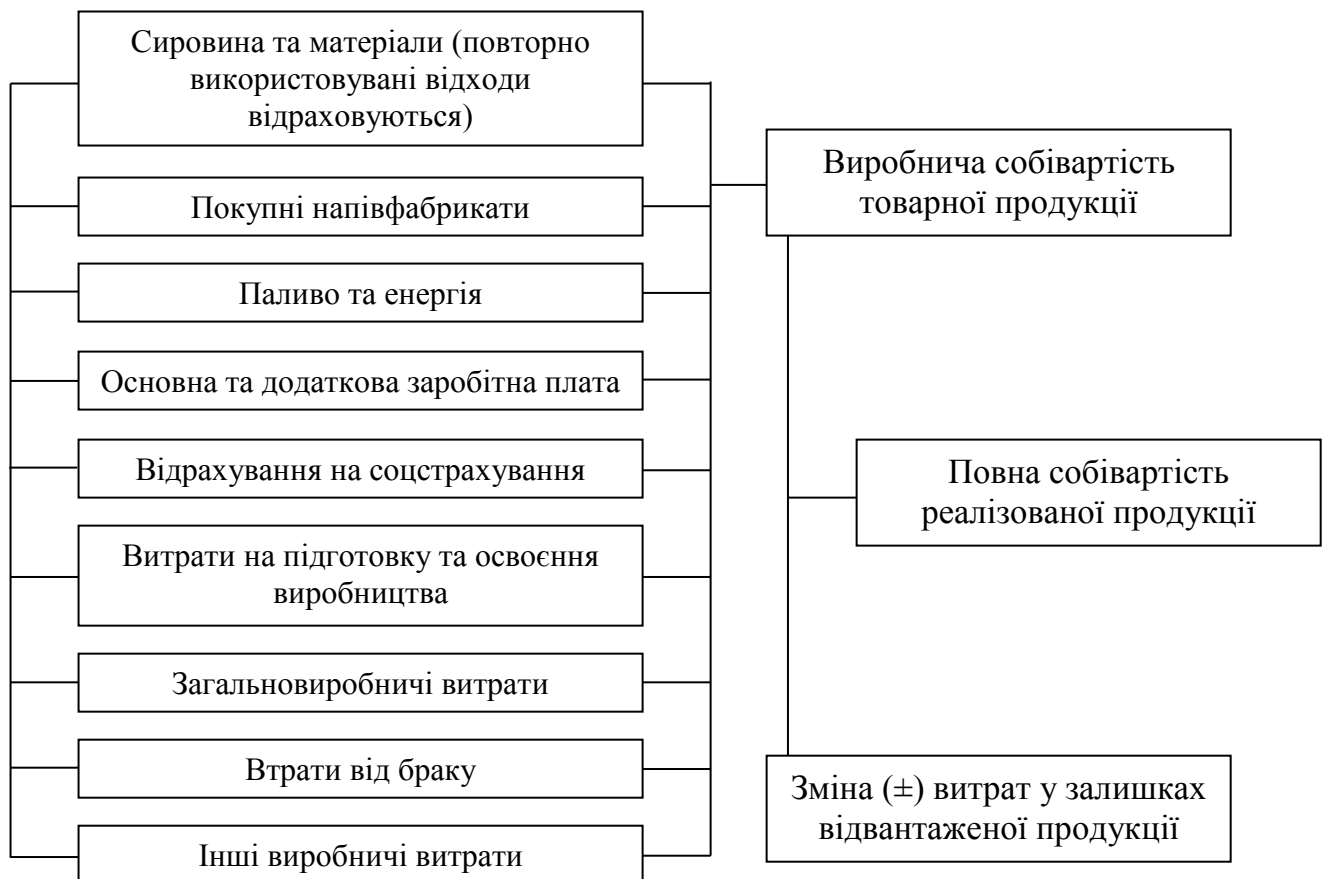 Сировина та матеріали (повторно
використовувані відходи
відраховуються)
Покупні напівфабрикати
Паливо та енергія
Основна та додаткова заробітна плата
Відрахування на соцстрахування
Витрати на підготовку та освоєння
виробництва
Загальновиробничі витрати
Втрати від браку
Інші виробничі витрати
Виробнича собівартість
товарної продукції
Повна собівартість
реалізованої продукції
Зміна (±) витрат у залишках
відвантаженої продукції